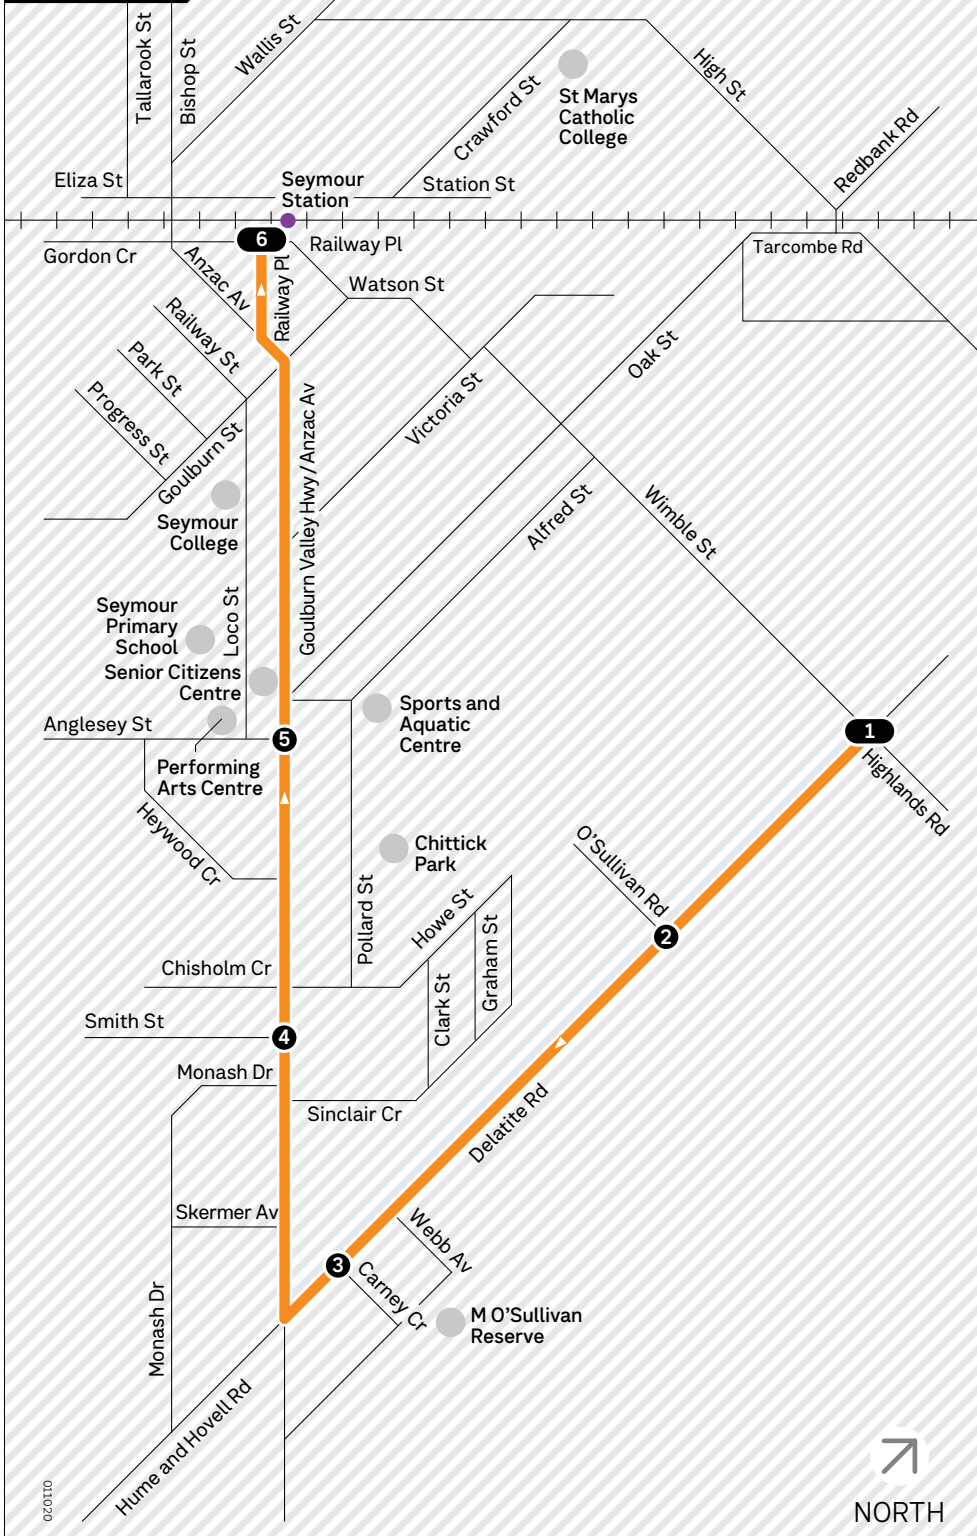 Tallarook St
Bishop St
Wallis St
Crawford St
St Marys
Catholic
College
High St
Redbank Rd
Eliza St
Seymour
Station
Station St
6
Railway Pl
Tarcombe Rd
Gordon Cr
Anzac Av
Railway Pl
Watson St
Railway St
Park St
Progress St
Goulburn St
Goulburn Valley Hwy/Anzac Av
Victoria St
Oak St
Alfred St
Wimble St
Seymour
College
Loco St
Seymour
Primary
School
Senior Citizens
Centre
Sports and
Aquatic
Centre
Anglesey St
5
1
Highlands Rd
Performing
Arts Centre
Heywood Cr
Chittick
Park
O'Sullivan Rd
Pollard St
Howe St
2
Graham St
Clark St
Chisholm Cr
Smith St
4
Monash Dr
Sinclair Cr
Delatite Rd
Skermer Av
Webb Av
3
Carney Cr
M O'Sullivan
Reserve
Monash Dr
Hume and Hovell Rd
011020
NORTH